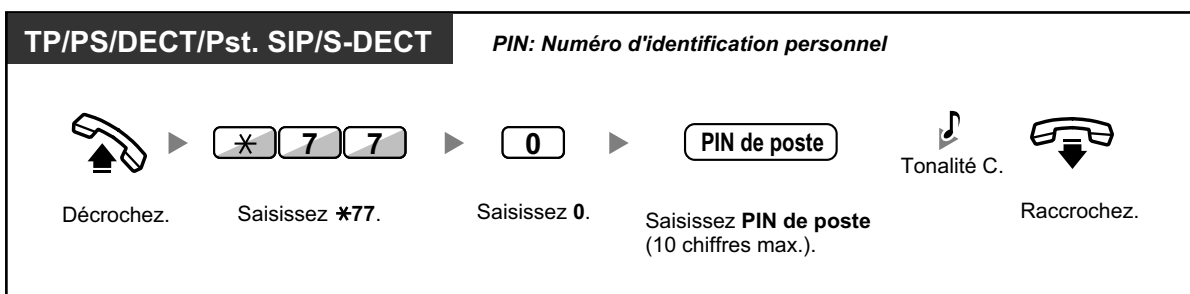 TP/PS/DECT/Pst. SIP/S-DECT
PIN: Numéro d'identification personnel
* 7 7
0
PIN de poste
Tonalité C.
Décrochez.
Saisissez *77.
Saisissez 0.
Saisissez PIN de poste
(10 chiffres max.).
Raccrochez.